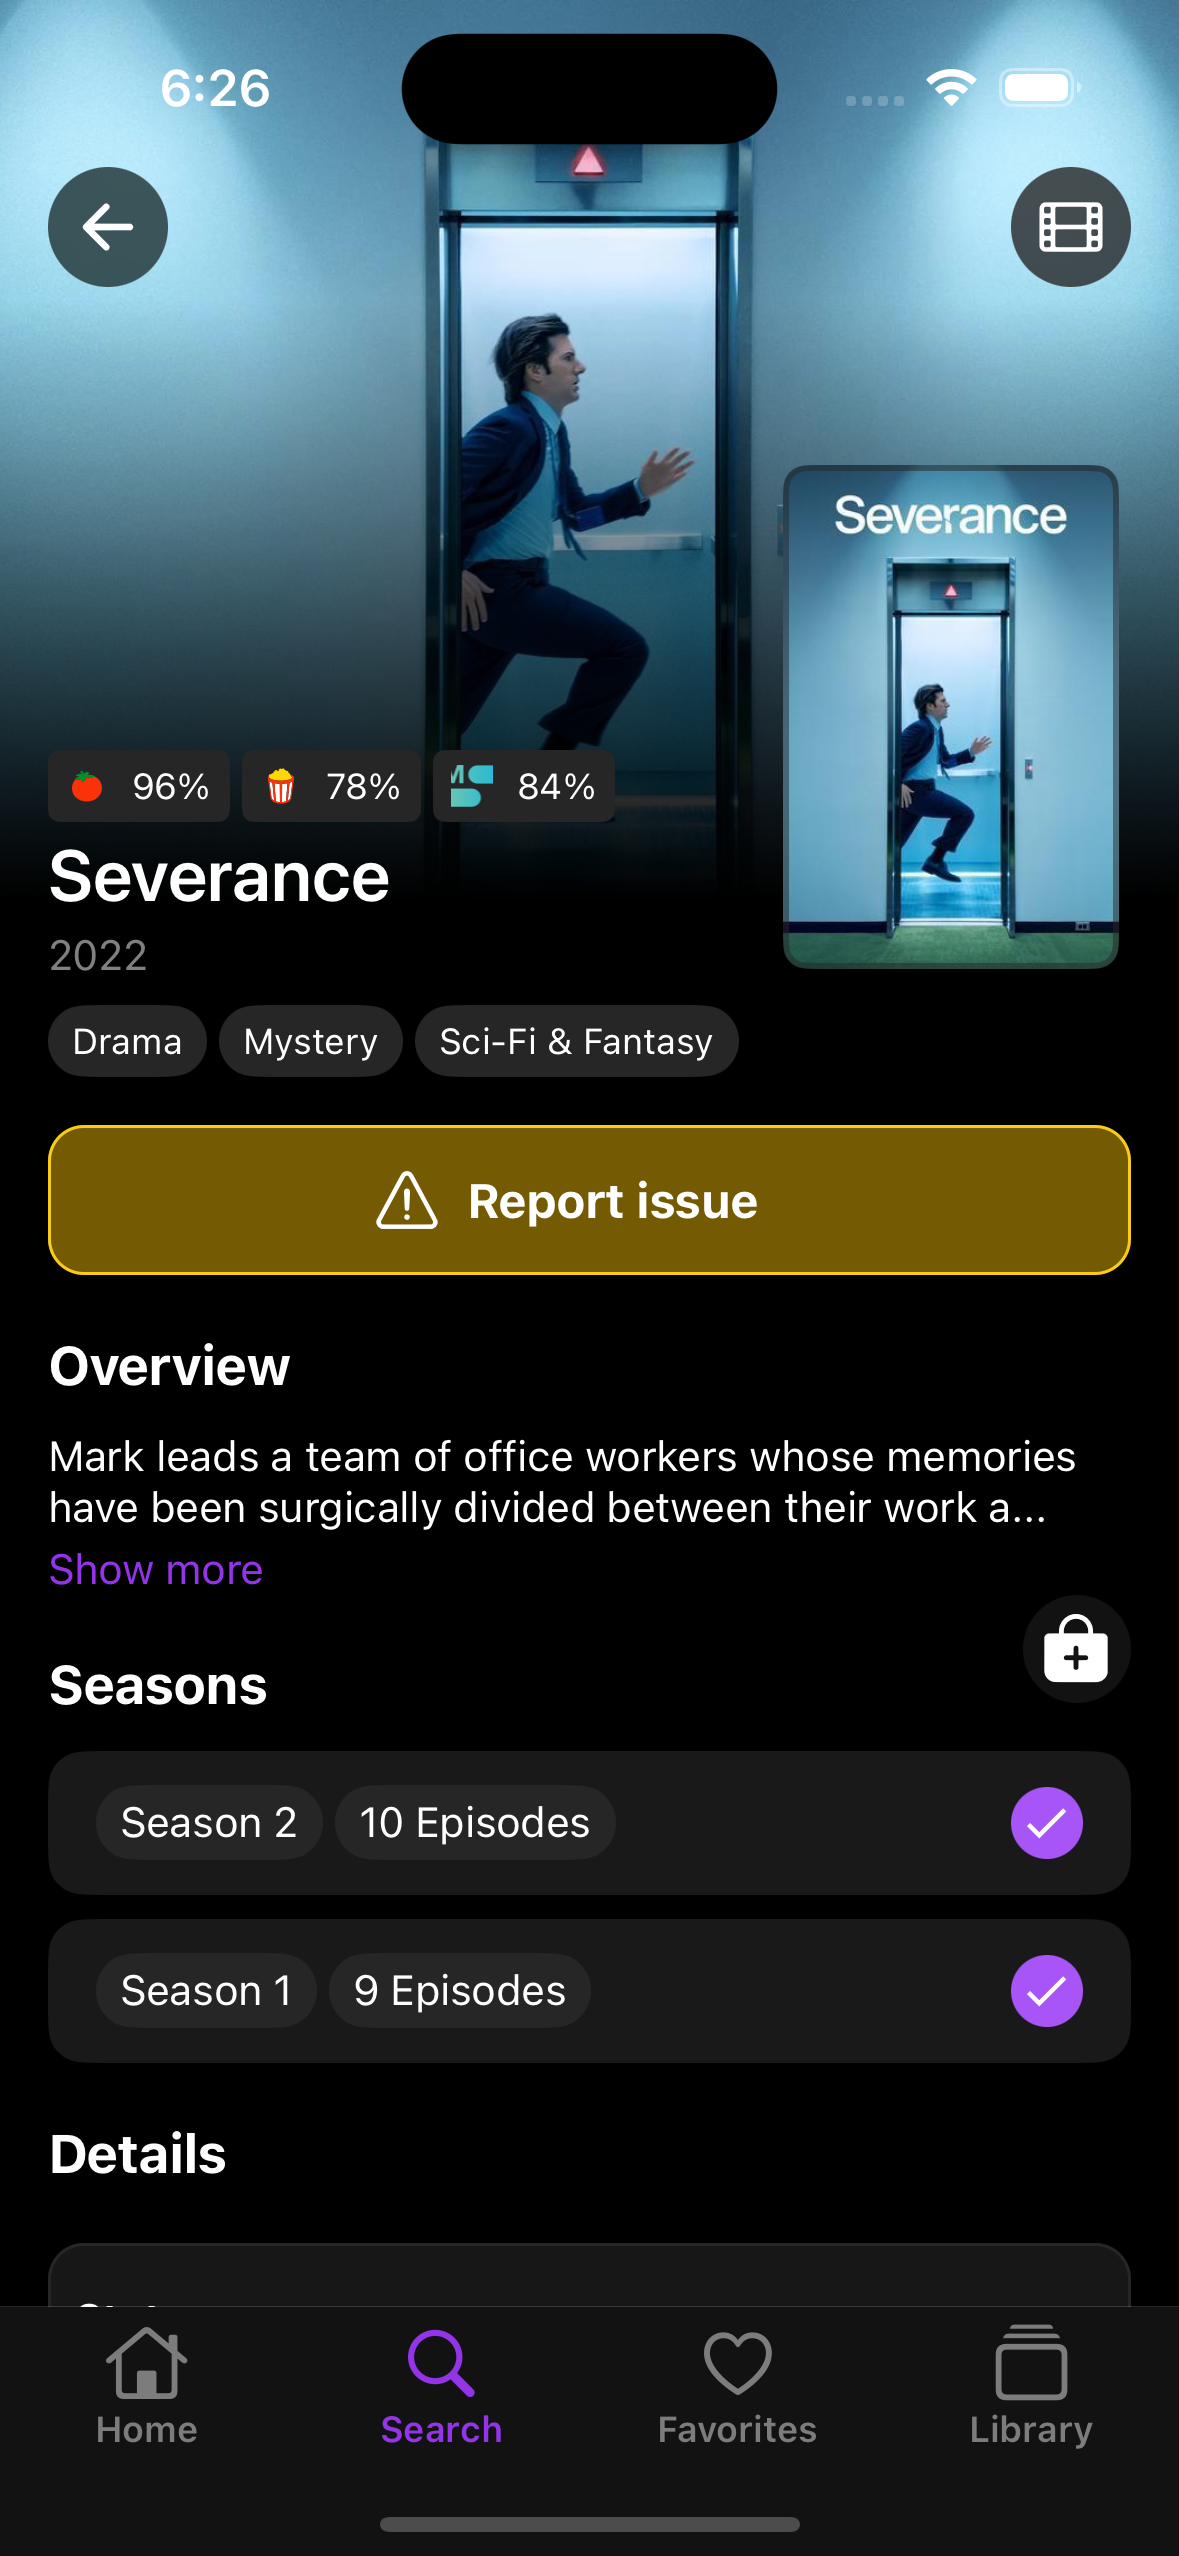 6:26
Severance
96%
78%
84%
Severance
2022
Drama
Mystery
Sci-Fi & Fantasy
Report issue
Overview
Mark leads a team of office workers whose memories
have been surgically divided between their work a...
Show more
Seasons
Season 2
10 Episodes
Season 1
9 Episodes
Details
Home
Search
Favorites
Library